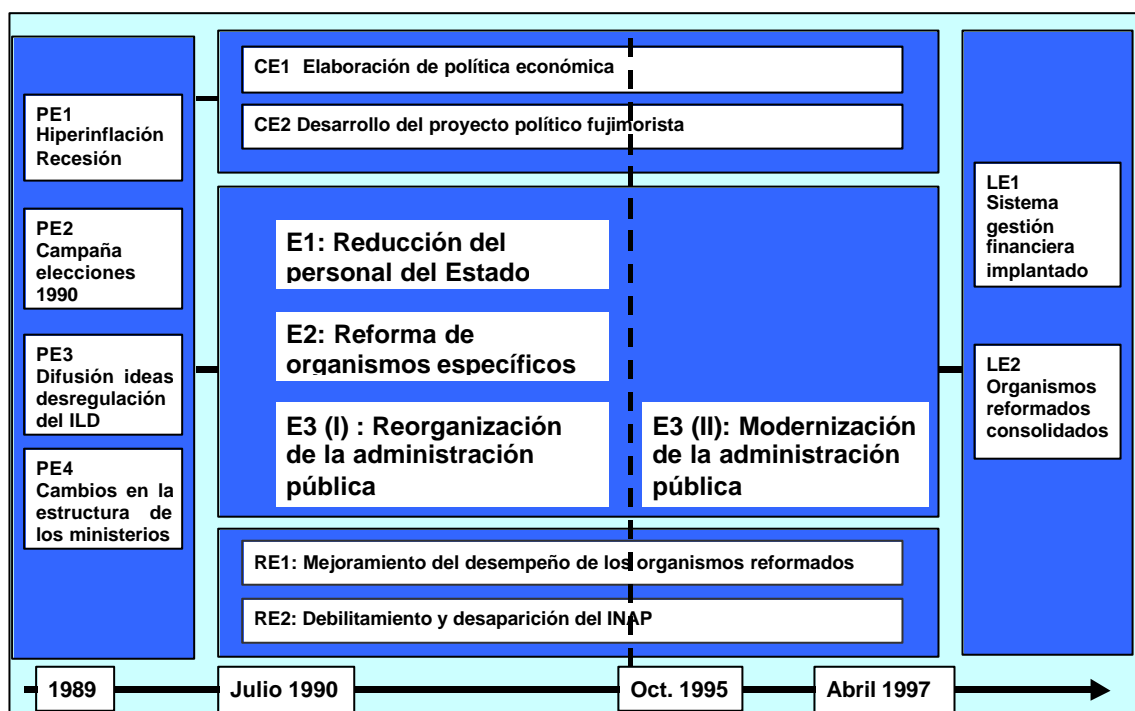 PE1
Hiperinflación
Recesión
PE2
Campaña
elecciones
1990
PE3
Difusión ideas
desregulación
del ILD
PE4
Cambios en la
estructura de
los ministerios
CE1 Elaboración de política económica
CE2 Desarrollo del proyecto político fujimorista
E1: Reducción del
personal del Estado
E2: Reforma de
organismos específicos
E3 (I) : Reorganización
de la administración
pública
E3 (II): Modernización
de la administración
pública
RE1: Mejoramiento del desempeño de los organismos reformados
RE2: Debilitamiento y desaparición del INAP
LE1
Sistema
gestión
financiera
implantado
LE2
Organismos
reformados
consolidados
1989
Julio 1990
Oct. 1995
Abril 1997